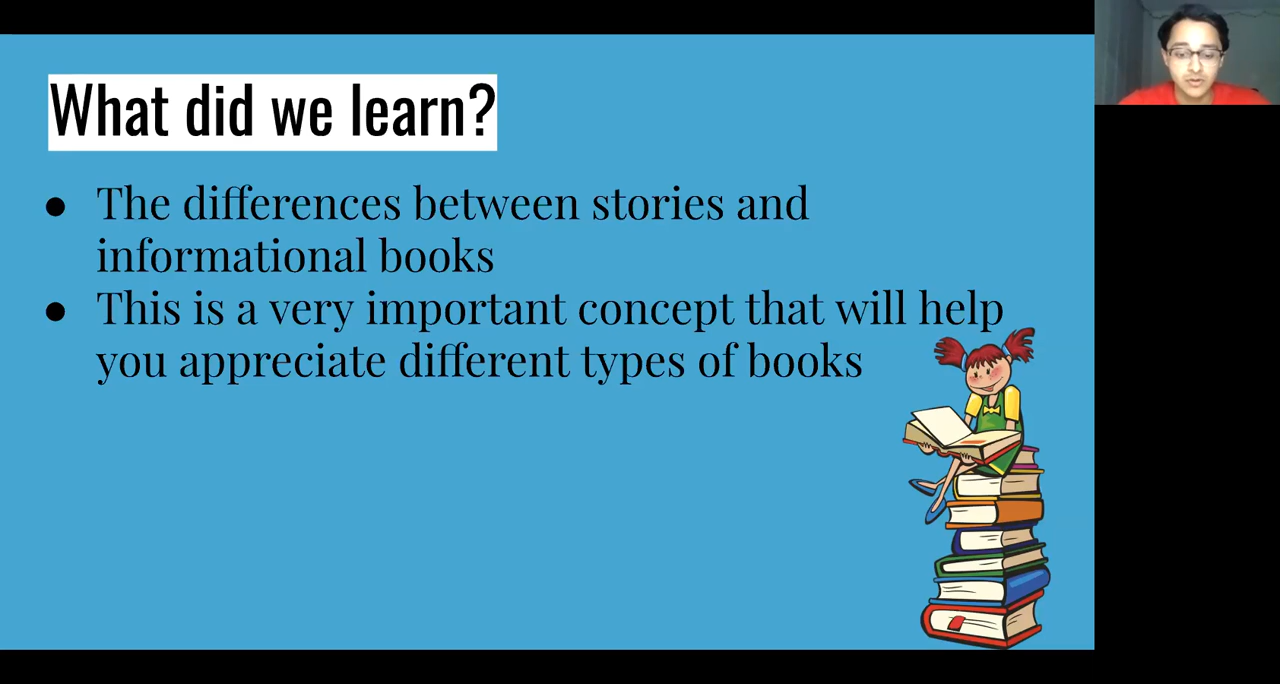 What did we learn?
● The differences between stories and
informational books
● This is a very important concept that will help
you appreciate different types of books